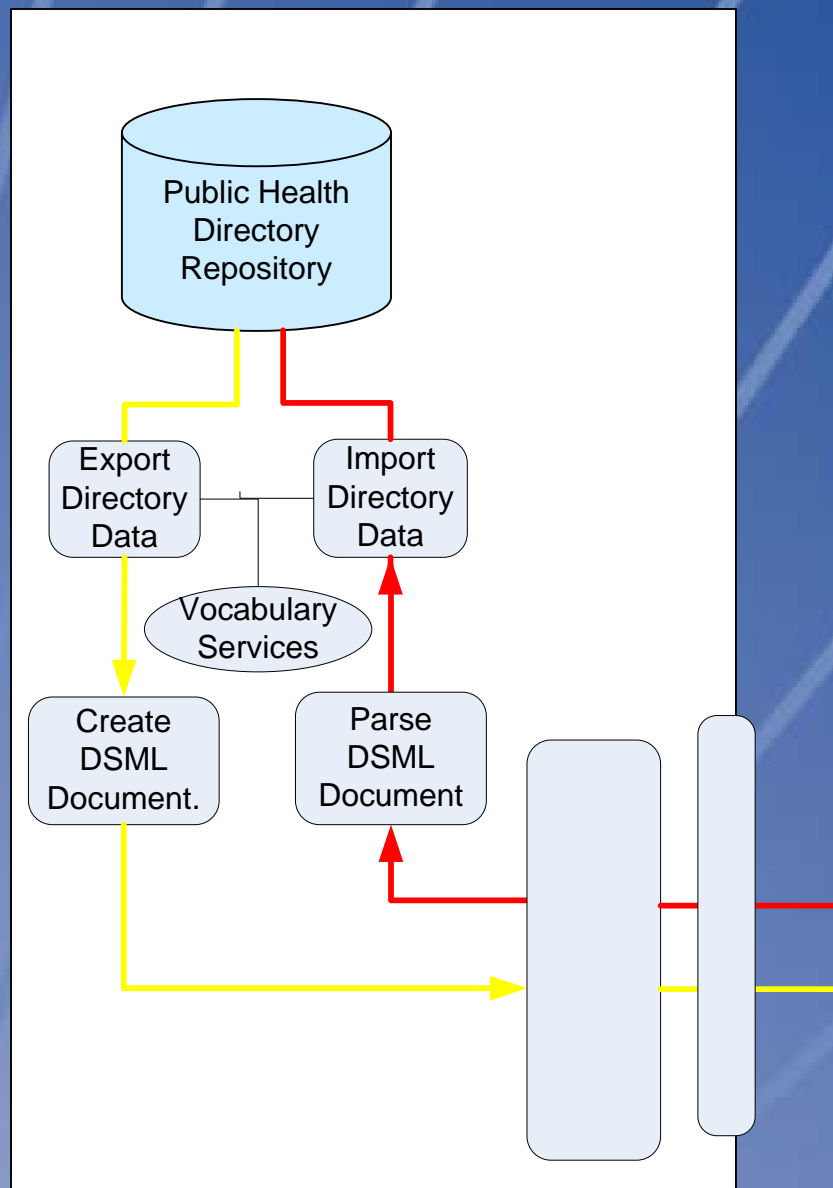 Public Health
Directory
Repository
Export
Directory
Data
Import
Directory
Data
Vocabulary
Services
Create
DSML
Document.
Parse
DSML
Document